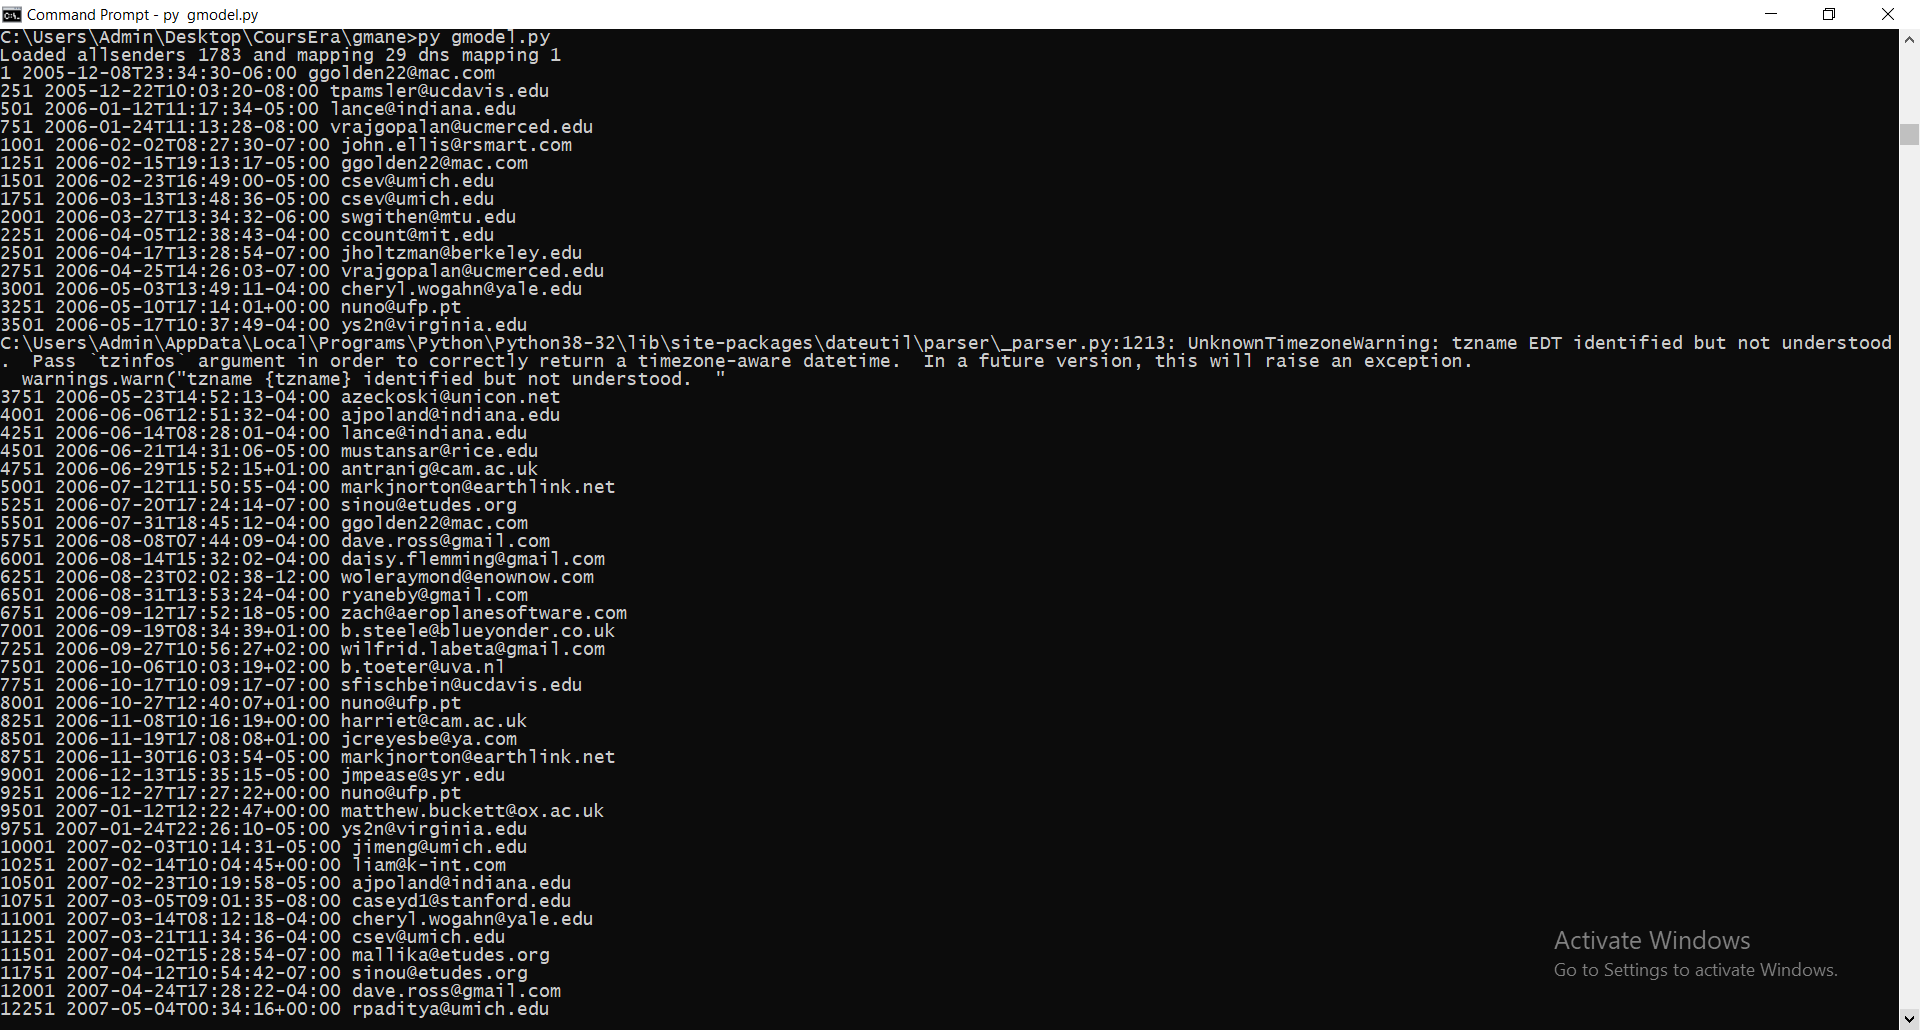 Command Prompt - py  gmodel.py
C:\Users\Admin\Desktop\CoursEra\gmane>py gmodel.py
Loaded allsenders 1783 and mapping 29 dns mapping 1
1 2005-12-08T23:34:30-06:00 ggolden22@mac.com
251 2005-12-22T10:03:20-08:00 tpamsler@ucdavis.edu
501 2006-01-12T11:17:34-05:00 lance@indiana.edu
751 2006-01-24T11:13:28-08:00 vrajgopalan@ucmerced.edu
1001 2006-02-02T08:27:30-07:00 john.ellis@rsmart.com
1251 2006-02-15T19:13:17-05:00 ggolden22@mac.com
1501 2006-02-23T16:49:00-05:00 csev@umich.edu
1751 2006-03-13T13:48:36-05:00 csev@umich.edu
2001 2006-03-27T13:34:32-06:00 swgithen@mtu.edu
2251 2006-04-05T12:38:43-04:00 ccount@mit.edu
2501 2006-04-17T13:28:54-07:00 jholtzman@berkeley.edu
2751 2006-04-25T14:26:03-07:00 vrajgopalan@ucmerced.edu
3001 2006-05-03T13:49:11-04:00 cheryl.wogahn@yale.edu
3251 2006-05-10T17:14:01+00:00 nuno@ufp.pt
3501 2006-05-17T10:37:49-04:00 ys2n@virginia.edu
C:\Users\Admin\AppData\Local\Programs\Python\Python38-32\lib\site-packages\dateutil\parser\_parser.py:1213: UnknownTimezoneWarning: tzname EDT identified but not understood
.  Pass `tzinfos` argument in order to correctly return a timezone-aware datetime.  In a future version, this will raise an exception.
  warnings.warn("tzname {tzname} identified but not understood.  "
3751 2006-05-23T14:52:13-04:00 azeckoski@unicon.net
4001 2006-06-06T12:51:32-04:00 ajpoland@indiana.edu
4251 2006-06-14T08:28:01-04:00 lance@indiana.edu
4501 2006-06-21T14:31:06-05:00 mustansar@rice.edu
4751 2006-06-29T15:52:15+01:00 antranig@cam.ac.uk
5001 2006-07-12T11:50:55-04:00 markjnorton@earthlink.net
5251 2006-07-20T17:24:14-07:00 sinou@etudes.org
5501 2006-07-31T18:45:12-04:00 ggolden22@mac.com
5751 2006-08-08T07:44:09-04:00 dave.ross@gmail.com
6001 2006-08-14T15:32:02-04:00 daisy.flemming@gmail.com
6251 2006-08-23T02:02:38-12:00 woleraymond@enownow.com
6501 2006-08-31T13:53:24-04:00 ryaneby@gmail.com
6751 2006-09-12T17:52:18-05:00 zach@aeroplanesoftware.com
7001 2006-09-19T08:34:39+01:00 b.steele@blueyonder.co.uk
7251 2006-09-27T10:56:27+02:00 wilfrid.labeta@gmail.com
7501 2006-10-06T10:03:19+02:00 b.toeter@uva.nl
7751 2006-10-17T10:09:17-07:00 sfischbein@ucdavis.edu
8001 2006-10-27T12:40:07+01:00 nuno@ufp.pt
8251 2006-11-08T10:16:19+00:00 harriet@cam.ac.uk
8501 2006-11-19T17:08:08+01:00 jcreyesbe@ya.com
8751 2006-11-30T16:03:54-05:00 markjnorton@earthlink.net
9001 2006-12-13T15:35:15-05:00 jmpease@syr.edu
9251 2006-12-27T17:27:22+00:00 nuno@ufp.pt
9501 2007-01-12T12:22:47+00:00 matthew.buckett@ox.ac.uk
9751 2007-01-24T22:26:10-05:00 ys2n@virginia.edu
10001 2007-02-03T10:14:31-05:00 jimeng@umich.edu
10251 2007-02-14T10:04:45+00:00 liam@k-int.com
10501 2007-02-23T10:19:58-05:00 ajpoland@indiana.edu
10751 2007-03-05T09:01:35-08:00 caseyd1@stanford.edu
11001 2007-03-14T08:12:18-04:00 cheryl.wogahn@yale.edu
11251 2007-03-21T11:34:36-04:00 csev@umich.edu
11501 2007-04-02T15:28:54-07:00 mallika@etudes.org
11751 2007-04-12T10:54:42-07:00 sinou@etudes.org
12001 2007-04-24T17:28:22-04:00 dave.ross@gmail.com
12251 2007-05-04T00:34:16+00:00 rpaditya@umich.edu
Activate Windows
Go to Settings to activate Windows.